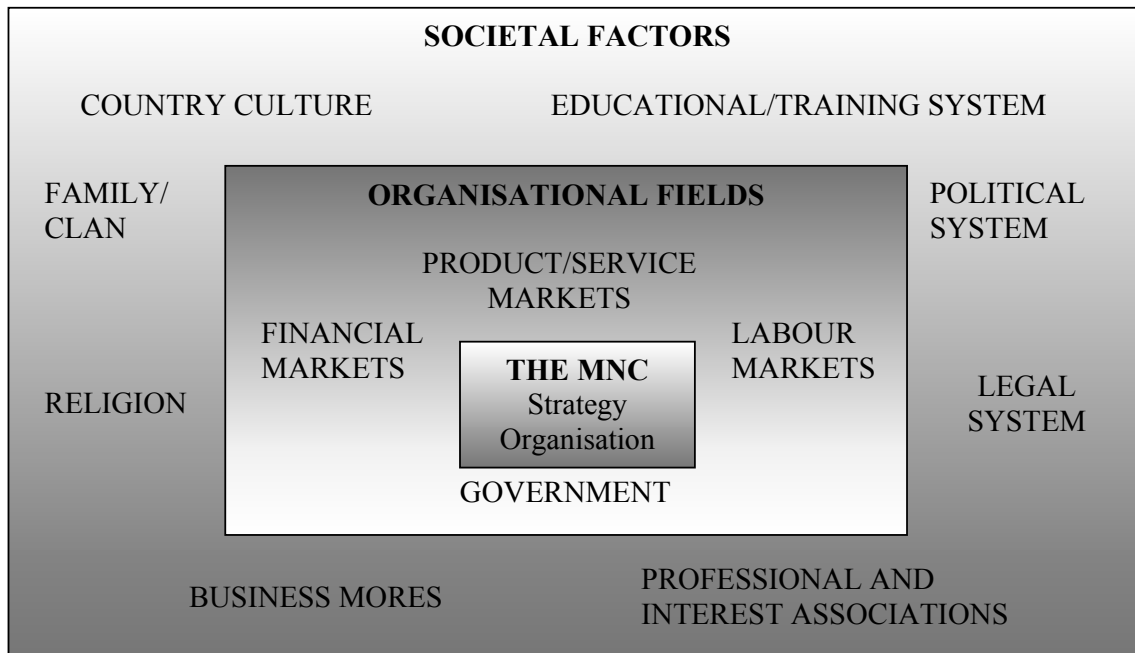 SOCIETAL FACTORS
COUNTRY CULTURE
EDUCATIONAL/TRAINING SYSTEM
FAMILY/
CLAN
ORGANISATIONAL FIELDS
POLITICAL
SYSTEM
PRODUCT/SERVICE
MARKETS
FINANCIAL
MARKETS
LABOUR
MARKETS
THE MNC
Strategy
Organisation
RELIGION
LEGAL
SYSTEM
GOVERNMENT
BUSINESS MORES
PROFESSIONAL AND
INTEREST ASSOCIATIONS